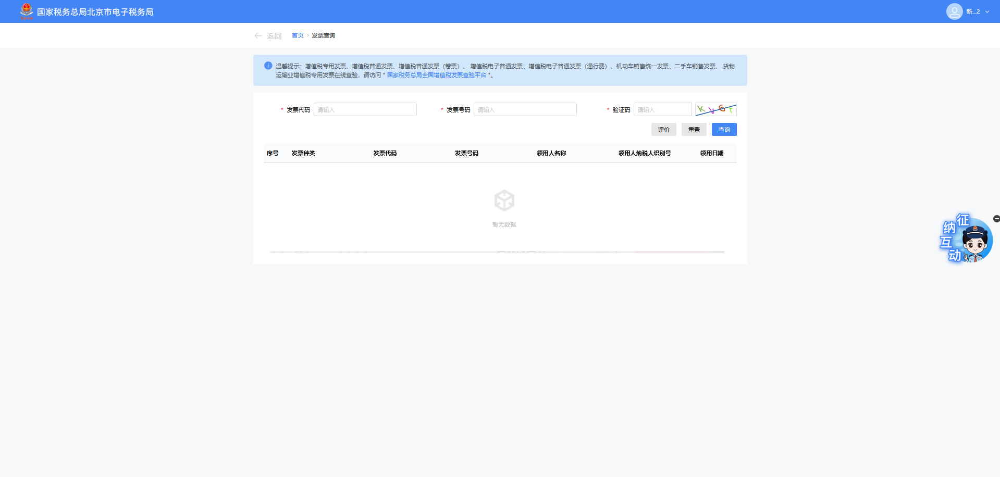 国家税务总局北京市电子税务局
新...2
返回 首页 › 发票查询
温馨提示：增值税专用发票、增值税普通发票、增值税普通发票（卷票）、 增值税电子普通发票、增值税电子普通发票（通行费）、机动车销售统一发票、二手车销售发票、 货物
运输业增值税专用发票在线查验，请访问 " 国家税务总局全国增值税发票查验平台 "。
* 发票代码 请输入 * 发票号码 请输入 * 验证码 请输入
评价 重置 查询
序号 发票种类 发票代码 发票号码 领用人名称 领用人纳税人识别号 领用日期
暂无数据
征
纳
互
动